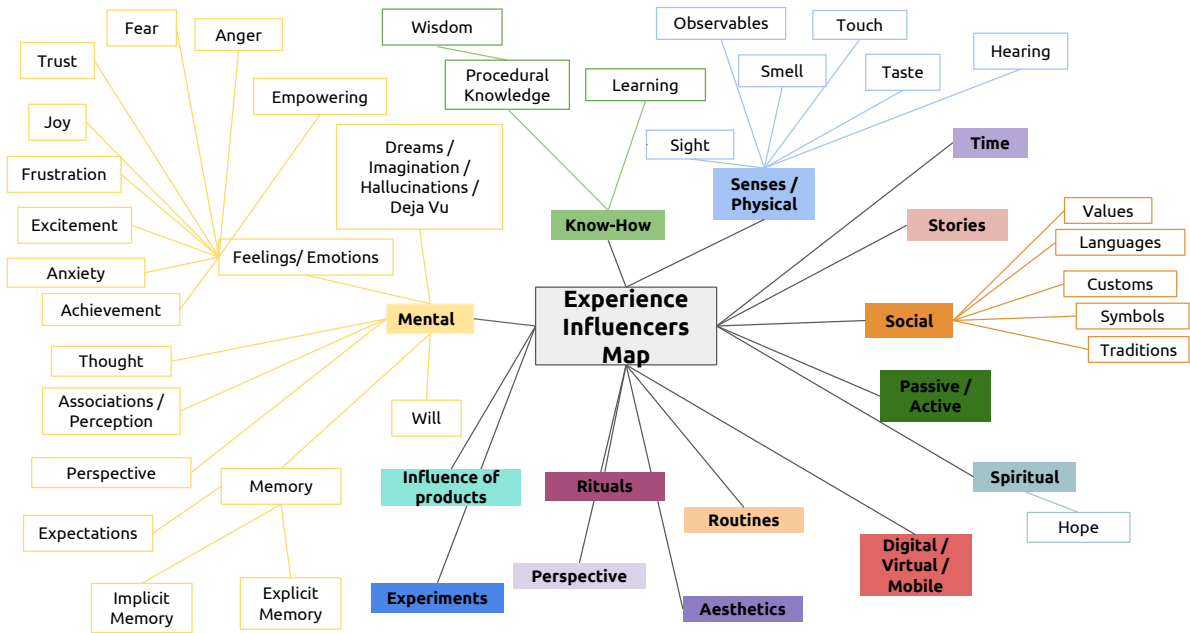 Fear
Anger
Trust
Empowering
Joy
Frustration
Excitement
Anxiety
Achievement
Feelings/ Emotions
Dreams /
Imagination /
Hallucinations /
Deja Vu
Mental
Thought
Associations /
Perception
Perspective
Will
Memory
Expectations
Implicit
Memory
Explicit
Memory
Wisdom
Procedural
Knowledge
Learning
Know-How
Observables
Touch
Hearing
Smell
Taste
Sight
Senses /
Physical
Experience
Influencers
Map
Time
Stories
Social
Values
Languages
Customs
Symbols
Traditions
Passive /
Active
Spiritual
Hope
Influence of
products
Rituals
Routines
Digital /
Virtual /
Mobile
Experiments
Perspective
Aesthetics